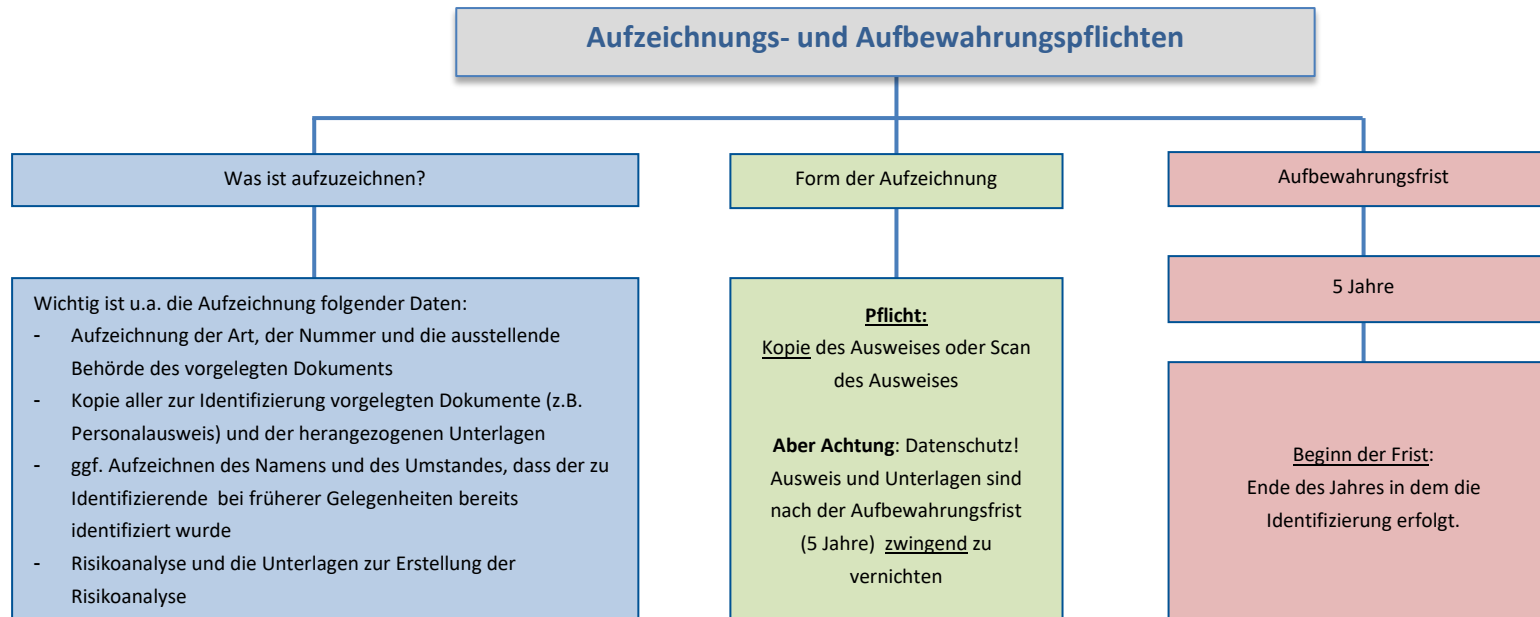 Aufzeichnungs- und Aufbewahrungspflichten
Was ist aufzuzeichnen?
Wichtig ist u.a. die Aufzeichnung folgender Daten:
- Aufzeichnung der Art, der Nummer und die ausstellende
Behörde des vorgelegten Dokuments
- Kopie aller zur Identifizierung vorgelegten Dokumente (z.B.
Personalausweis) und der herangezogenen Unterlagen
- ggf. Aufzeichnen des Namens und des Umstandes, dass der zu
Identifizierende bei früherer Gelegenheiten bereits
identifiziert wurde
- Risikoanalyse und die Unterlagen zur Erstellung der
Risikoanalyse
Form der Aufzeichnung
Pflicht:
Kopie des Ausweises oder Scan
des Ausweises
Aber Achtung: Datenschutz!
Ausweis und Unterlagen sind
nach der Aufbewahrungsfrist
(5 Jahre) zwingend zu
vernichten
Aufbewahrungsfrist
5 Jahre
Beginn der Frist:
Ende des Jahres in dem die
Identifizierung erfolgt.